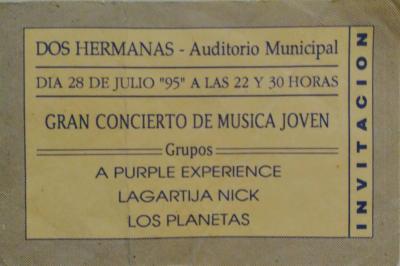 DOS HERMANAS - Auditorio Municipal
DIA 28 DE JULIO "95" A LAS 22 Y 30 HORAS
GRAN CONCIERTO DE MUSICA JOVEN
Grupos
A PURPLE EXPERIENCE
LAGARTIJA NICK
LOS PLANETAS
INVITACION